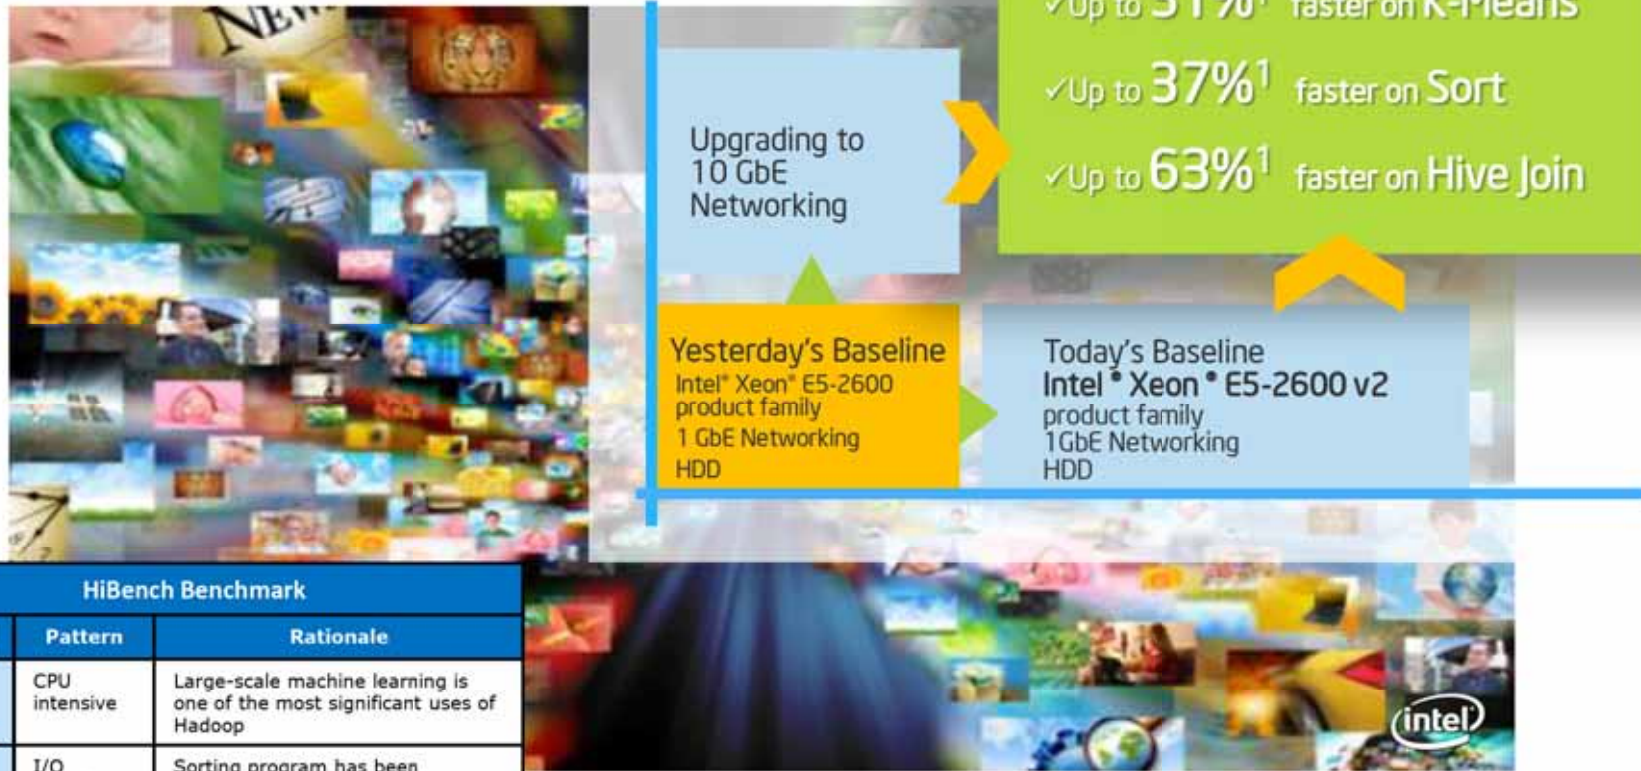 NEW
faster on K-Means
✓Up to 37%¹ faster on Sort
✓Up to 63%¹ faster on Hive Join
Upgrading to
10 GbE
Networking
Yesterday's Baseline
Intel® Xeon® E5-2600
product family
1 GbE Networking
HDD
Today's Baseline
Intel® Xeon® E5-2600 v2
product family
1GbE Networking
HDD
HiBench Benchmark
Pattern Rationale
CPU
intensive
Large-scale machine learning is
one of the most significant uses of
Hadoop
I/O
Sorting program has been
intel